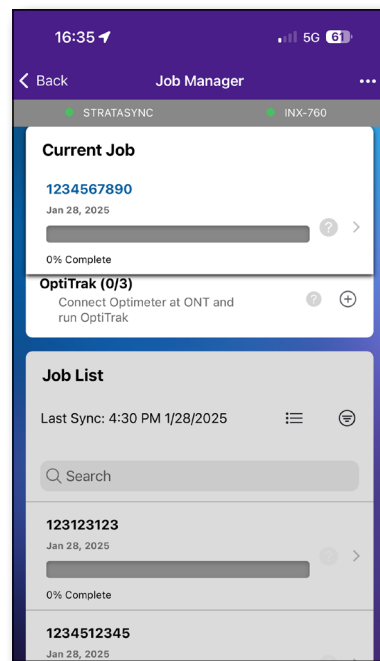 16:35
5G 61
Back
Job Manager
...
STRATASYNC
INX-760
Current Job
1234567890
Jan 28, 2025
?
0% Complete
OptiTrak (0/3)
Connect Optimeter at ONT and
run OptiTrak
?
Job List
Last Sync: 4:30 PM 1/28/2025
Search
123123123
Jan 28, 2025
?
0% Complete
1234512345
Jan 28, 2025